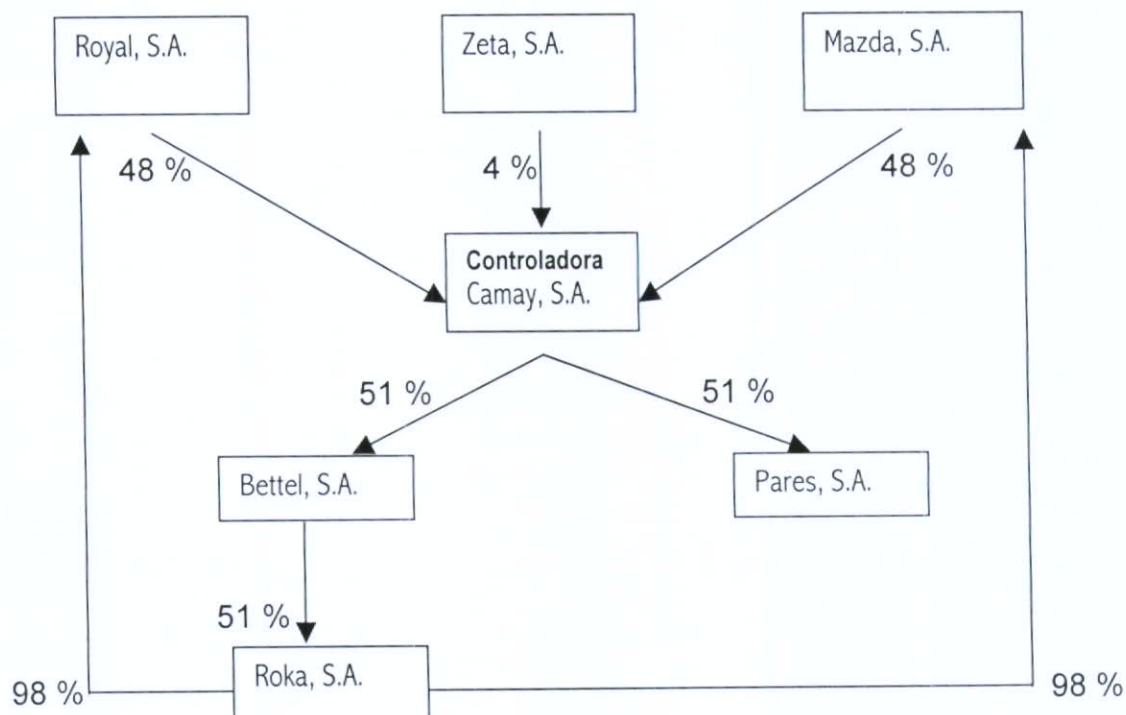 Royal, S.A.
Zeta, S.A.
Mazda, S.A.
48 %
4 %
48 %
Controladora
Camay, S.A.
51 %
51 %
Bettel, S.A.
Pares, S.A.
51 %
Roka, S.A.
98 %
98 %